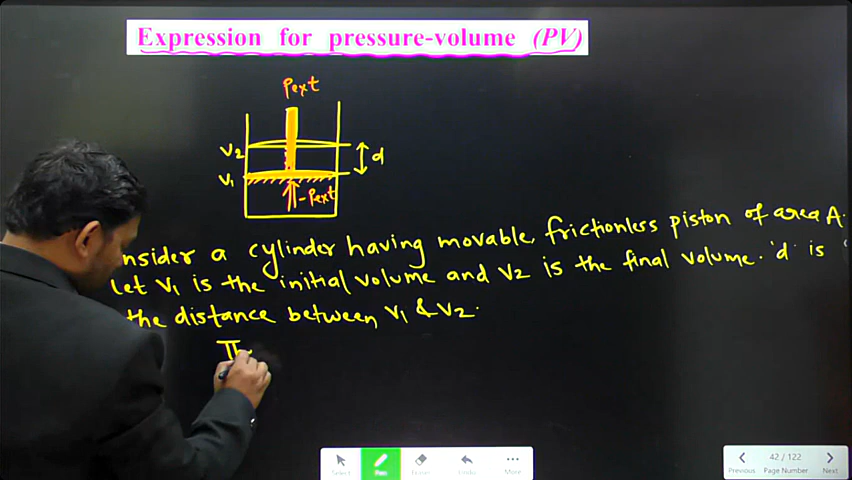 Expression for pressure-volume (PV)
Pext
V2
d
V1
-Pext
nsider a cylinder having movable, frictionless piston of area A.
let V1 is the initial volume and V2 is the final volume. 'd' is
the distance between, V1 & V2.
Select
Pen
Eraser
Undo
More
42 / 122
Previous Page Number Next